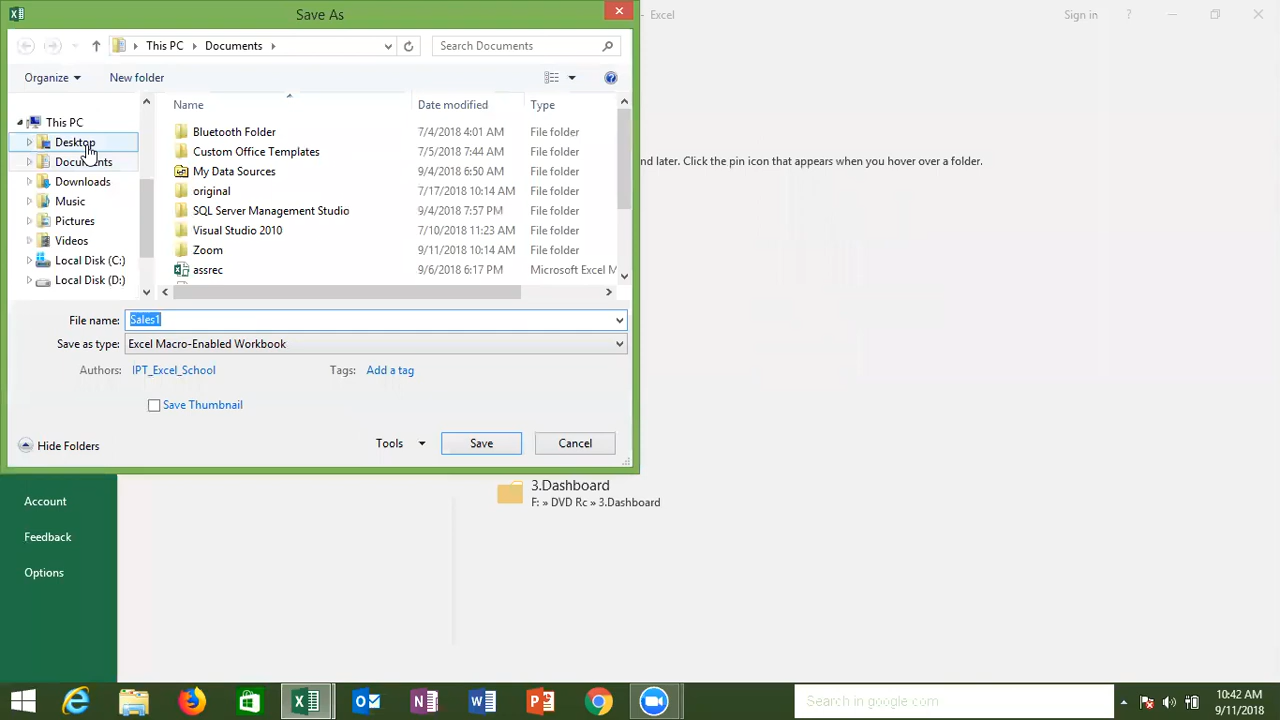 Save As
- Excel
Sign in
?
This PC
Documents
Search Documents
Organize
New folder
?
Name
Date modified
Type
This PC
Desktop
Documents
Downloads
Music
Pictures
Videos
Local Disk (C:)
Local Disk (D:)
Bluetooth Folder 7/4/2018 4:01 AM File folder
Custom Office Templates 7/5/2018 7:44 AM File folder
My Data Sources 9/4/2018 6:50 AM File folder
original 7/17/2018 10:14 AM File folder
SQL Server Management Studio 9/4/2018 7:57 PM File folder
Visual Studio 2010 7/10/2018 11:23 AM File folder
Zoom 9/11/2018 10:14 AM File folder
assrec 9/6/2018 6:17 PM Microsoft Excel M
nd later. Click the pin icon that appears when you hover over a folder.
File name: Sales1
Save as type: Excel Macro-Enabled Workbook
Authors: IPT_Excel_School
Tags: Add a tag
Save Thumbnail
Hide Folders
Tools
Save
Cancel
3.Dashboard
F: » DVD Rc » 3.Dashboard
Account
Feedback
Options
Search in google.com
10:42 AM
9/11/2018